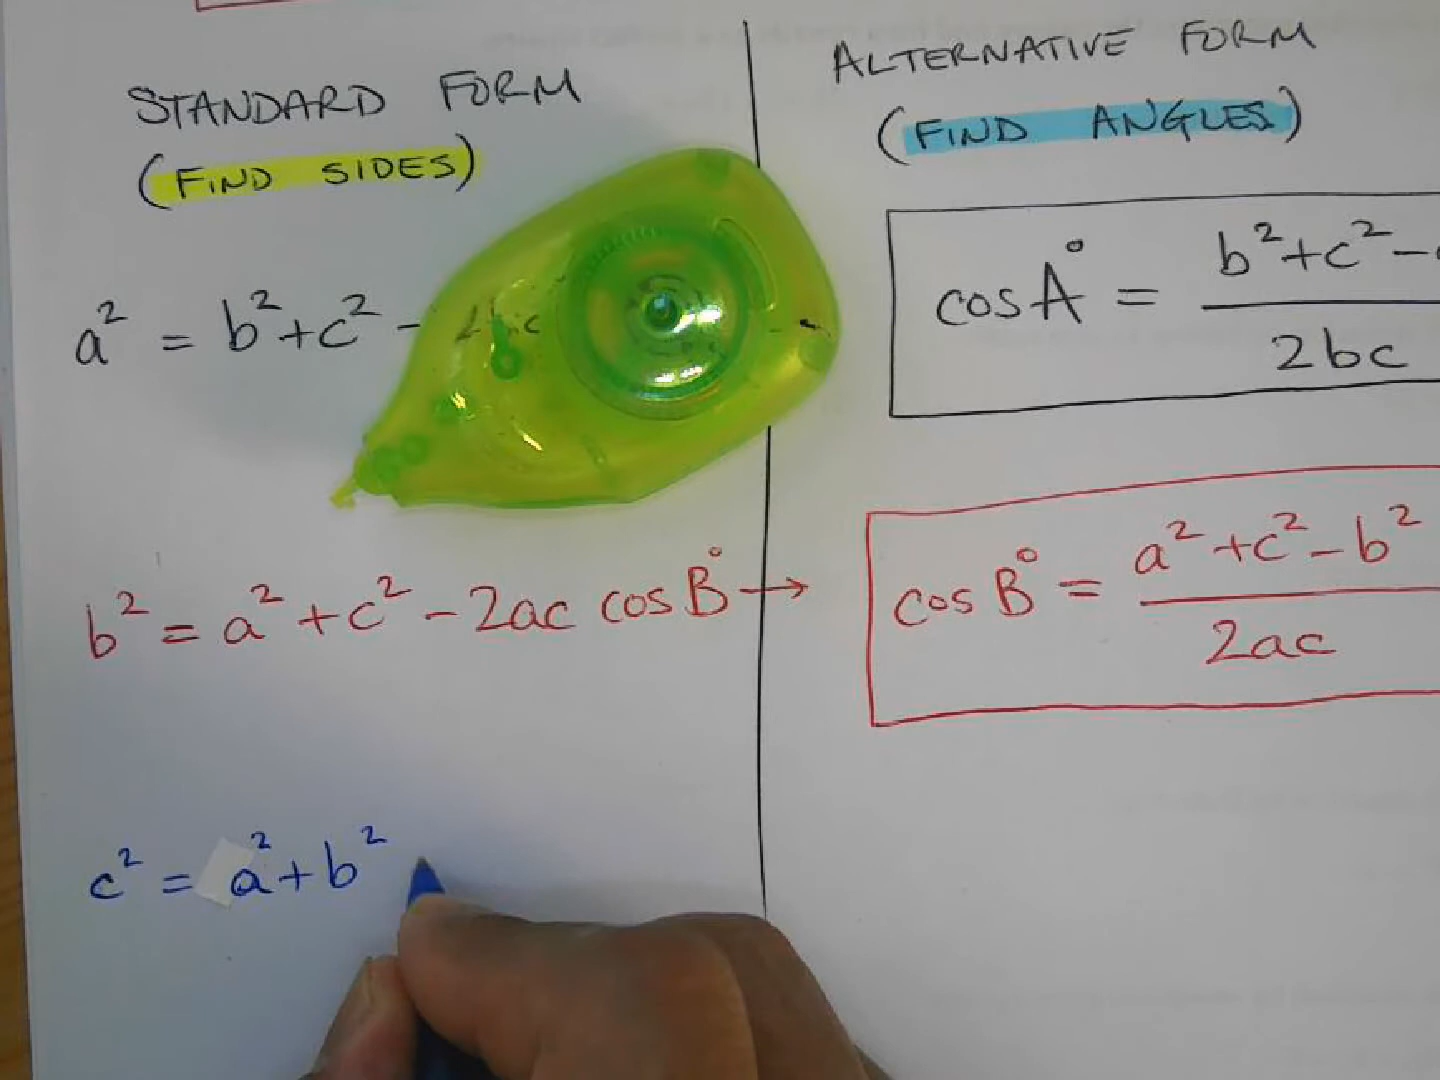 STANDARD FORM
(FIND SIDES)
a² = b²+c² -
b² = a² + c² - 2ac cos B° →
c² = a² + b²
ALTERNATIVE FORM
(FIND ANGLES)
cos A° = b²+c² -
2bc
cos B° = a² + c² - b²
2ac